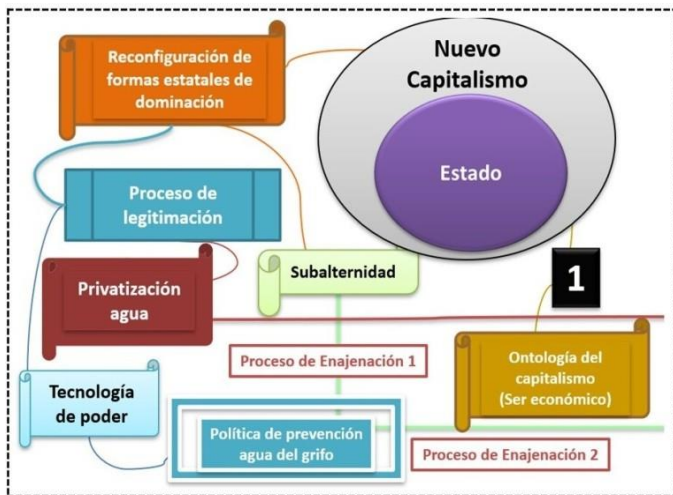 Reconfiguración de
formas estatales de
dominación
Nuevo
Capitalismo
Estado
Proceso de
legitimación
Subalternidad
1
Privatización
agua
Proceso de Enajenación 1
Ontología del
capitalismo
(Ser económico)
Tecnología
de poder
Política de prevención
agua del grifo
Proceso de Enajenación 2